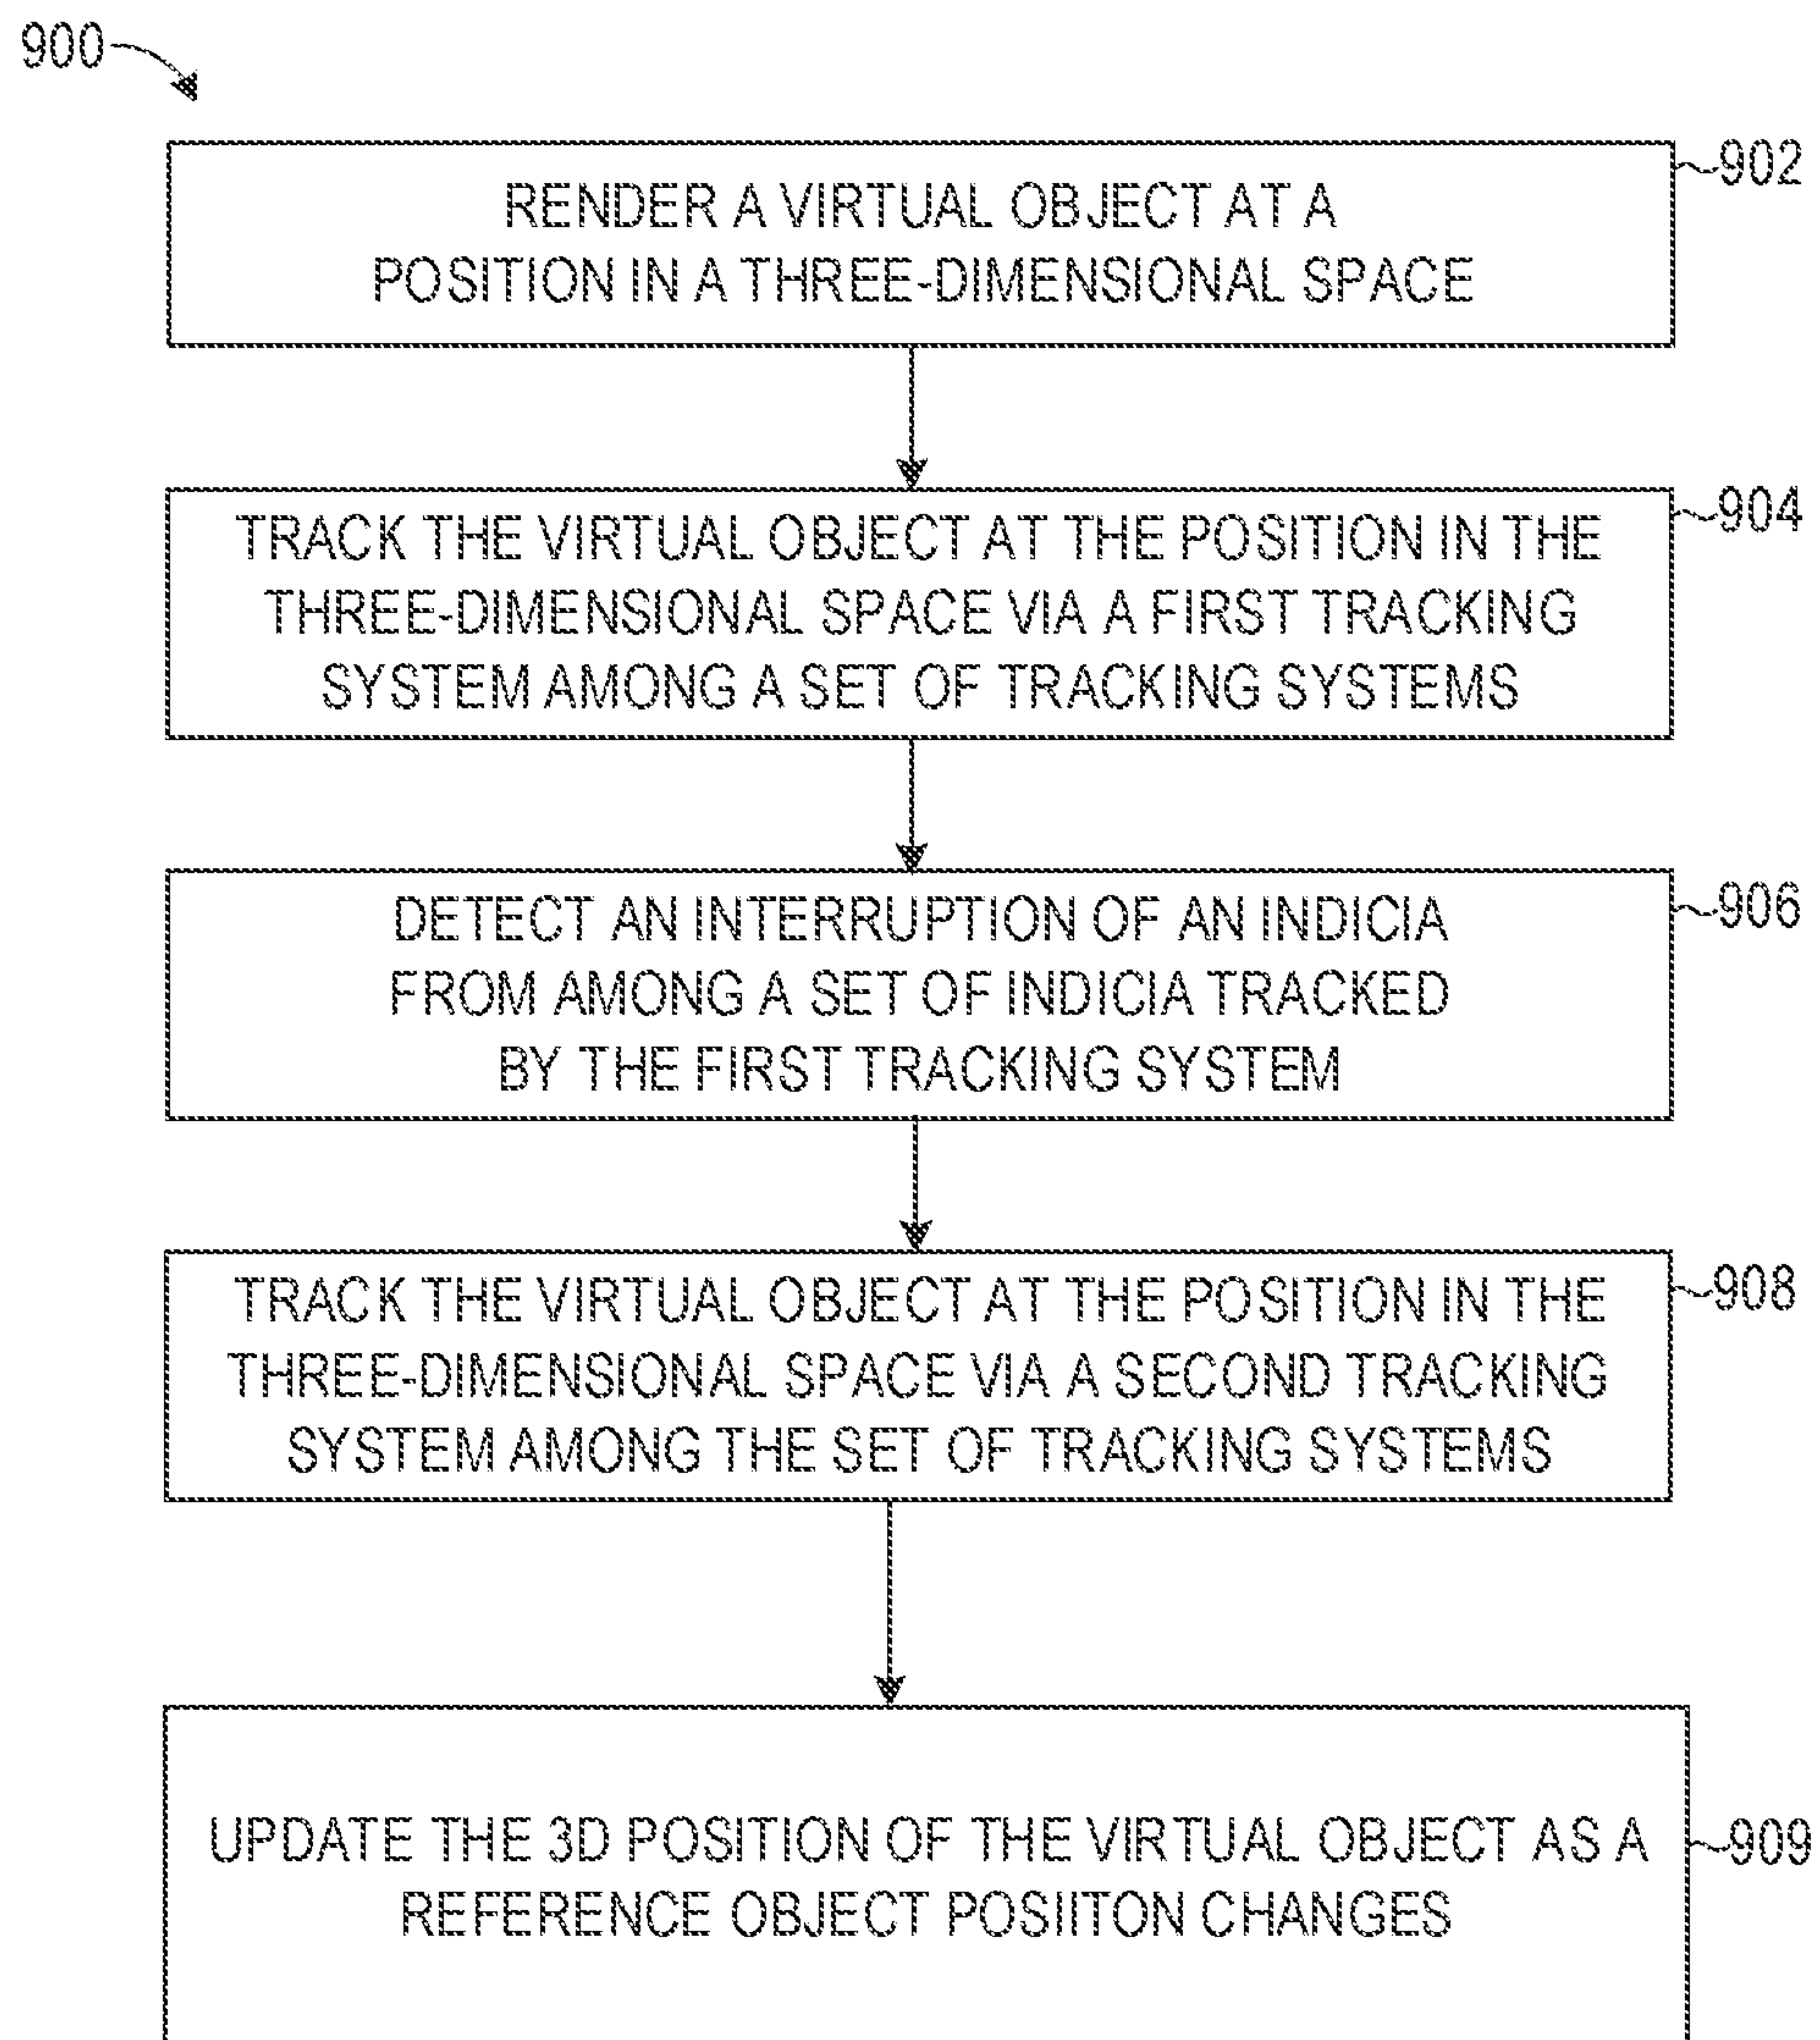 900
902
RENDER A VIRTUAL OBJECT AT A
POSITION IN A THREE-DIMENSIONAL SPACE
904
TRACK THE VIRTUAL OBJECT AT THE POSITION IN THE
THREE-DIMENSIONAL SPACE VIA A FIRST TRACKING
SYSTEM AMONG A SET OF TRACKING SYSTEMS
906
DETECT AN INTERRUPTION OF AN INDICIA
FROM AMONG A SET OF INDICIA TRACKED
BY THE FIRST TRACKING SYSTEM
908
TRACK THE VIRTUAL OBJECT AT THE POSITION IN THE
THREE-DIMENSIONAL SPACE VIA A SECOND TRACKING
SYSTEM AMONG THE SET OF TRACKING SYSTEMS
909
UPDATE THE 3D POSITION OF THE VIRTUAL OBJECT AS A
REFERENCE OBJECT POSIITON CHANGES